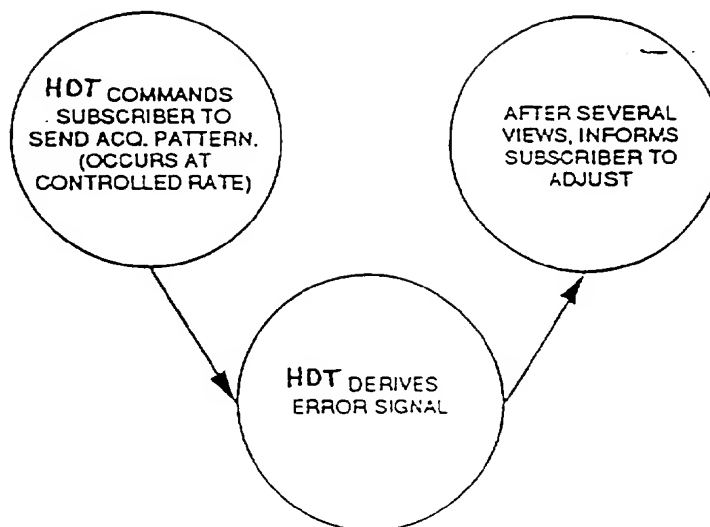 HDT COMMANDS
SUBSCRIBER TO
SEND ACQ. PATTERN.
(OCCURS AT
CONTROLLED RATE)
AFTER SEVERAL
VIEWS, INFORMS
SUBSCRIBER TO
ADJUST
HDT DERIVES
ERROR SIGNAL